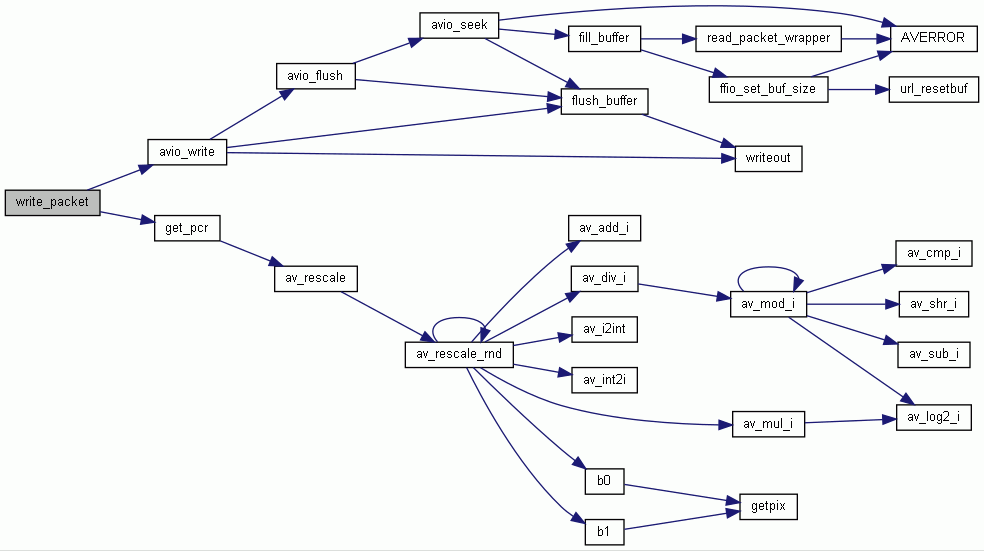 avio_seek
fill_buffer
read_packet_wrapper
AVERROR
avio_flush
ffio_set_buf_size
url_resetbuf
flush_buffer
avio_write
writeout
write_packet
get_pcr
av_add_i
av_cmp_i
av_rescale
av_div_i
av_mod_i
av_shr_i
av_i2int
av_rescale_rnd
av_sub_i
av_int2i
av_mul_i
av_log2_i
b0
getpix
b1